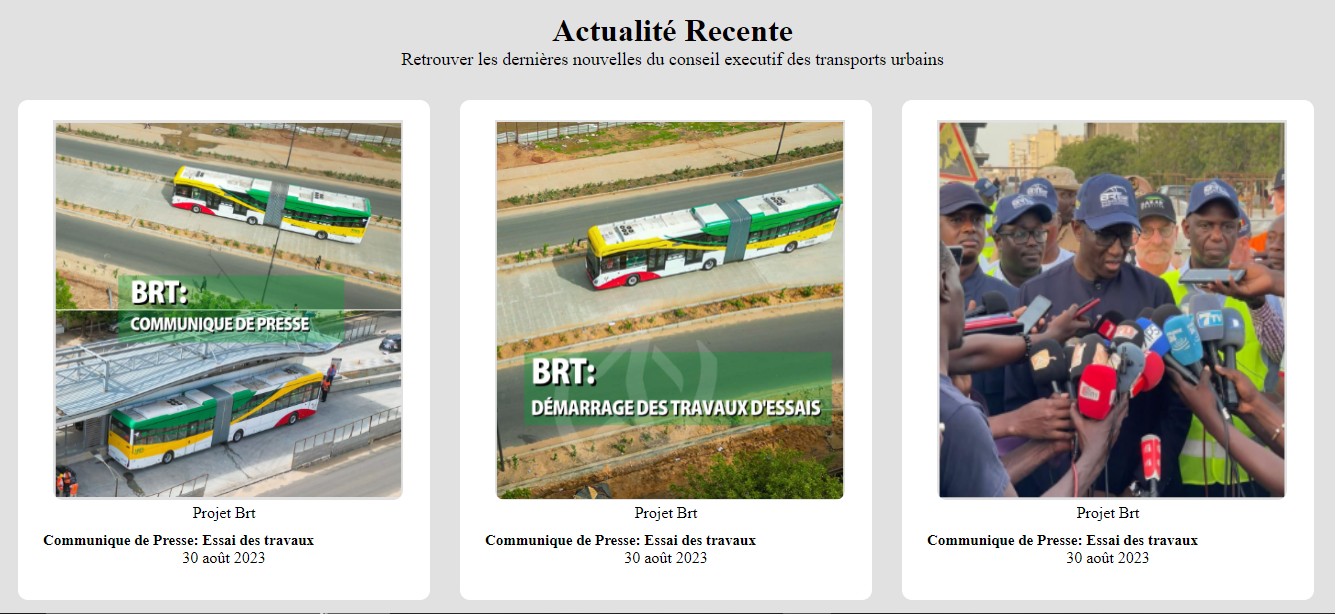 Actualité Recente
Retrouver les dernières nouvelles du conseil executif des transports urbains
BRT:
COMMUNIQUE DE PRESSE
Projet Brt
Communique de Presse: Essai des travaux
30 août 2023
BRT:
DÉMARRAGE DES TRAVAUX D'ESSAIS
Projet Brt
Communique de Presse: Essai des travaux
30 août 2023
BRT
7TV
Projet Brt
Communique de Presse: Essai des travaux
30 août 2023